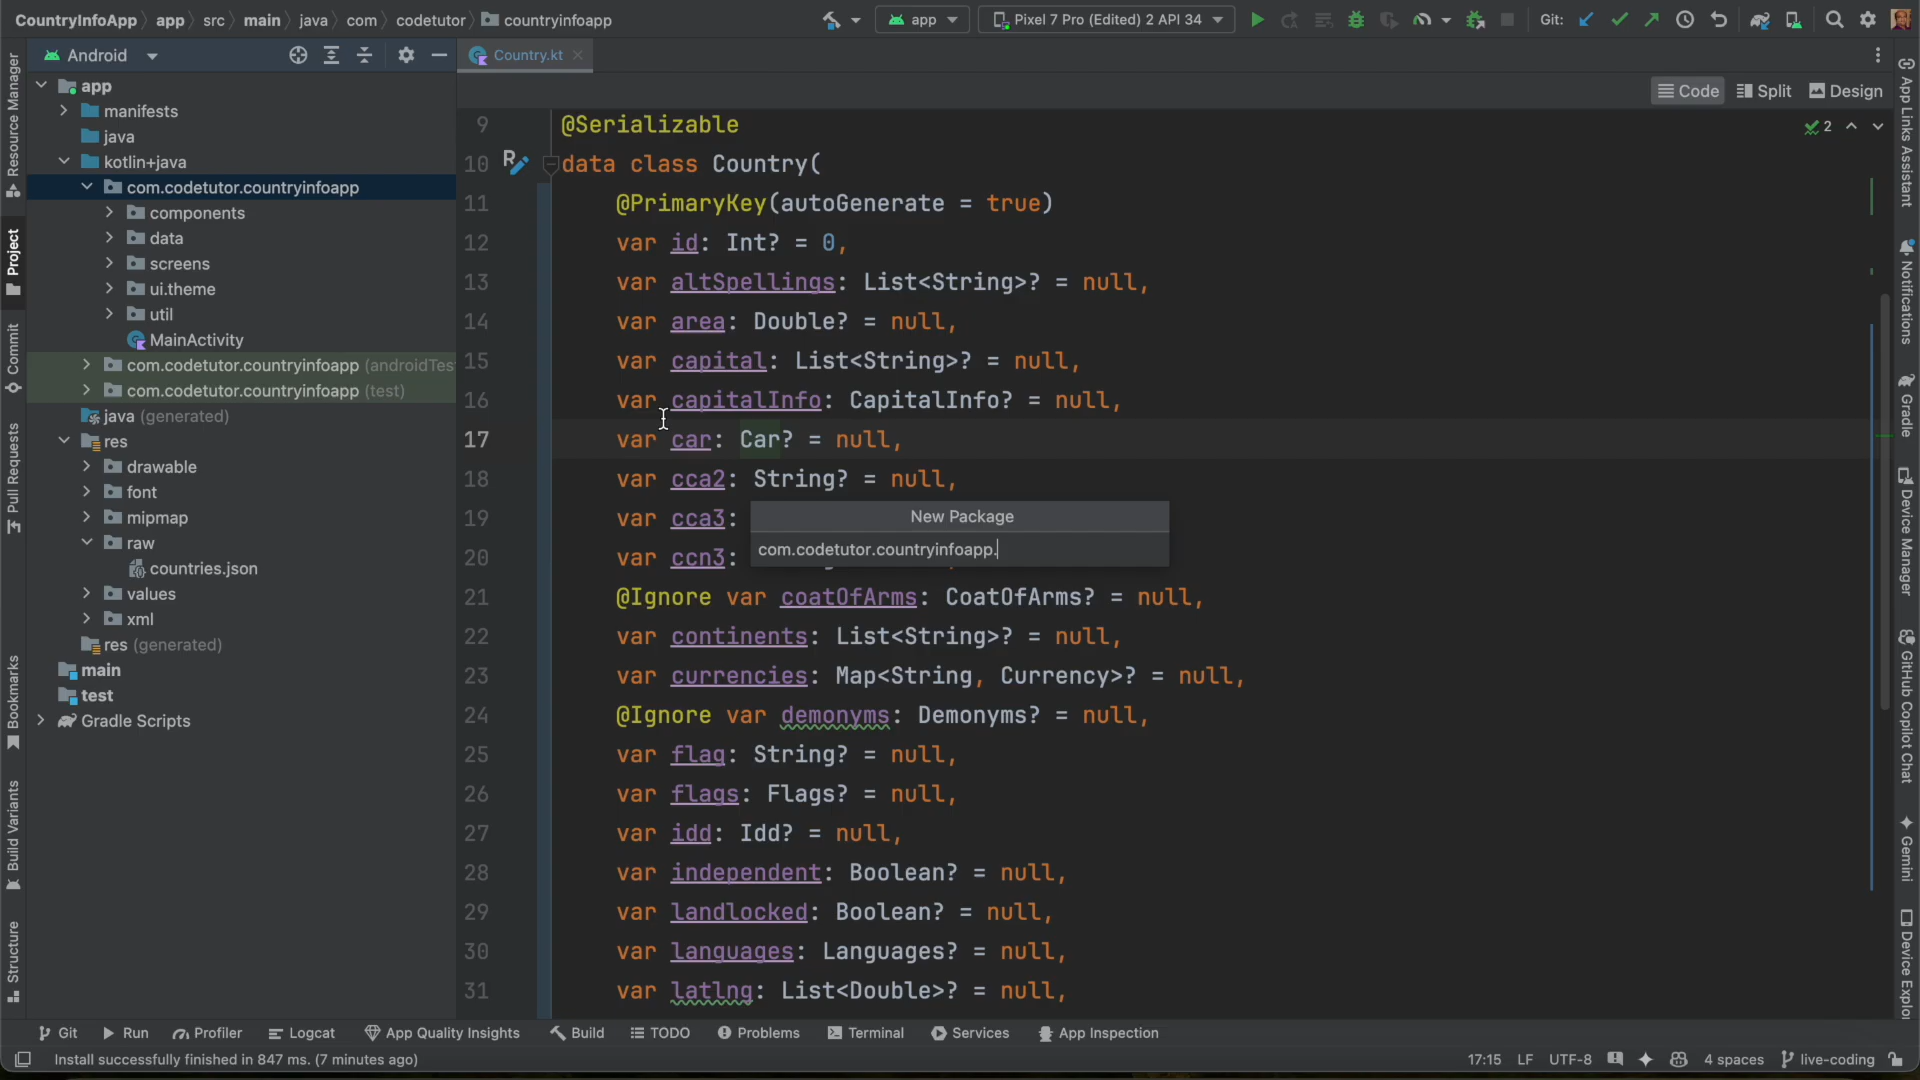 CountryInfoApp app src main java com codetutor countryinfoapp
app
Pixel 7 Pro (Edited) 2 API 34
Git:
Android
Country.kt
Code
Split
Design
Resource Manager
Project
Commit
Pull Requests
Bookmarks
Build Variants
Structure
app
manifests
java
kotlin+java
com.codetutor.countryinfoapp
components
data
screens
ui.theme
util
MainActivity
com.codetutor.countryinfoapp (androidTes
com.codetutor.countryinfoapp (test)
java (generated)
res
drawable
font
mipmap
raw
countries.json
values
xml
res (generated)
main
test
Gradle Scripts
2
9 @Serializable
10 data class Country(
11 @PrimaryKey(autoGenerate = true)
12 var id: Int? = 0,
13 var altSpellings: List<String>? = null,
14 var area: Double? = null,
15 var capital: List<String>? = null,
16 var capitalInfo: CapitalInfo? = null,
17 var car: Car? = null,
18 var cca2: String? = null,
19 var cca3:
20 var ccn3:
New Package
com.codetutor.countryinfoapp.
21 @Ignore var coatOfArms: CoatOfArms? = null,
22 var continents: List<String>? = null,
23 var currencies: Map<String, Currency>? = null,
24 @Ignore var demonyms: Demonyms? = null,
25 var flag: String? = null,
26 var flags: Flags? = null,
27 var idd: Idd? = null,
28 var independent: Boolean? = null,
29 var landlocked: Boolean? = null,
30 var languages: Languages? = null,
31 var latlng: List<Double>? = null,
App Links Assistant
Notifications
Gradle
Device Manager
GitHub Copilot Chat
Gemini
Device Explo
Git Run Profiler Logcat App Quality Insights Build TODO Problems Terminal Services App Inspection
Install successfully finished in 847 ms. (7 minutes ago)
17:15 LF UTF-8 4 spaces live-coding